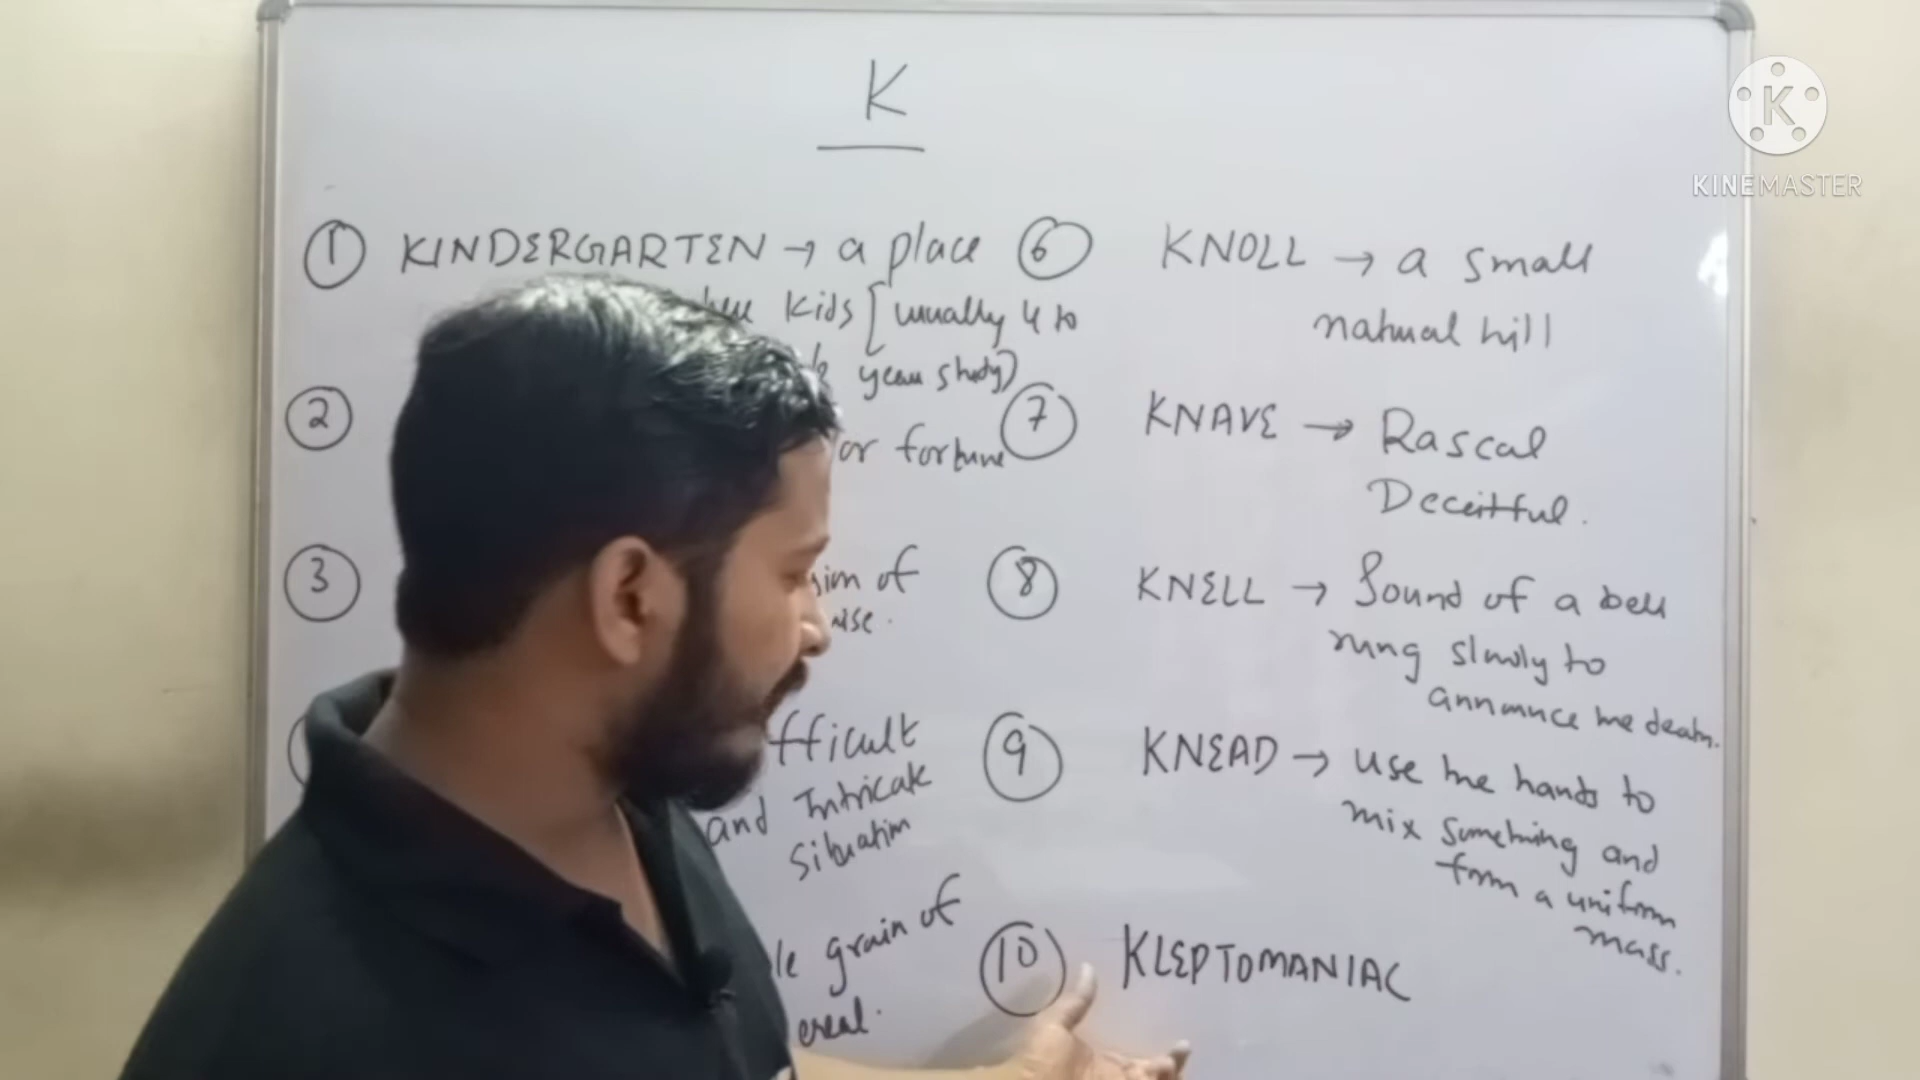 K
① KINDERGARTEN → a place
Kids [usually 4 to
year study)
②
or fortune
③
of
fficult
and Intricate
situation
grain of
ereal.
⑥ KNOLL → a small
natural hill
⑦ KNAVE → Rascal
Deceitful.
⑧ KNELL → Sound of a bell
rung slowly to
announce the death.
⑨ KNEAD → use the hands to
mix something and
form a uniform
mass.
⑩ KLEPTOMANIAC
K
KINEMASTER